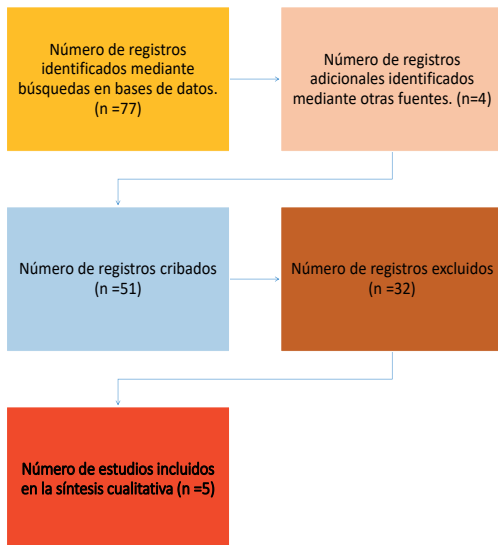 Número de registros
identificados mediante
búsquedas en bases de datos.
(n =77)
Número de registros
adicionales identificados
mediante otras fuentes. (n=4)
Número de registros cribados
(n =51)
Número de registros excluidos
(n =32)
Número de estudios incluidos
en la síntesis cualitativa (n =5)